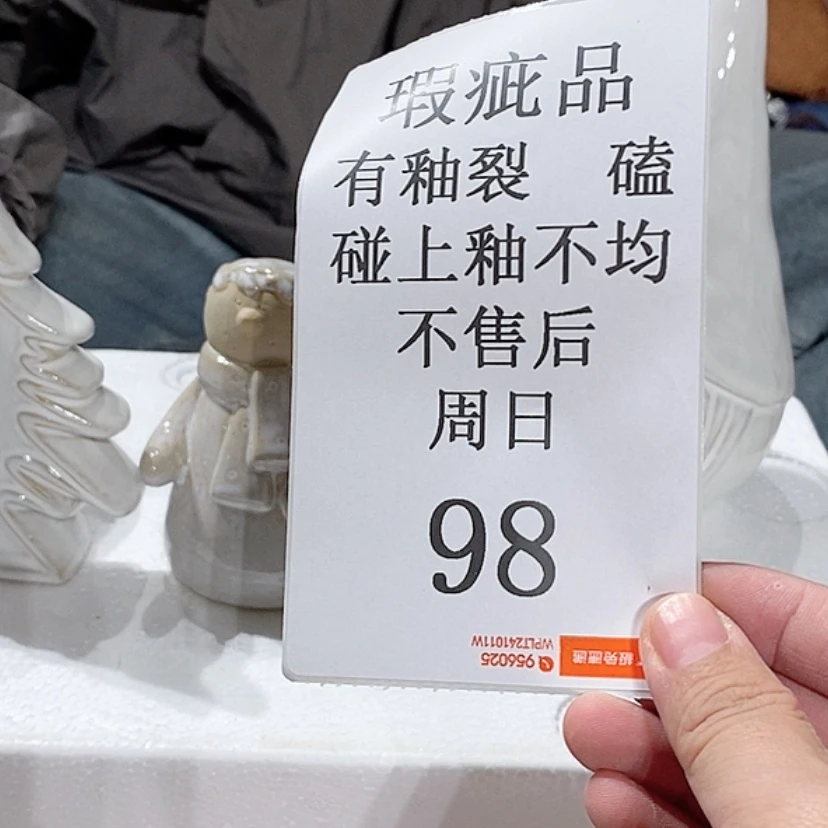 瑕疵品
有釉裂 磕
碰上釉不均
不售后
周日
98
956025
WPLT241011W